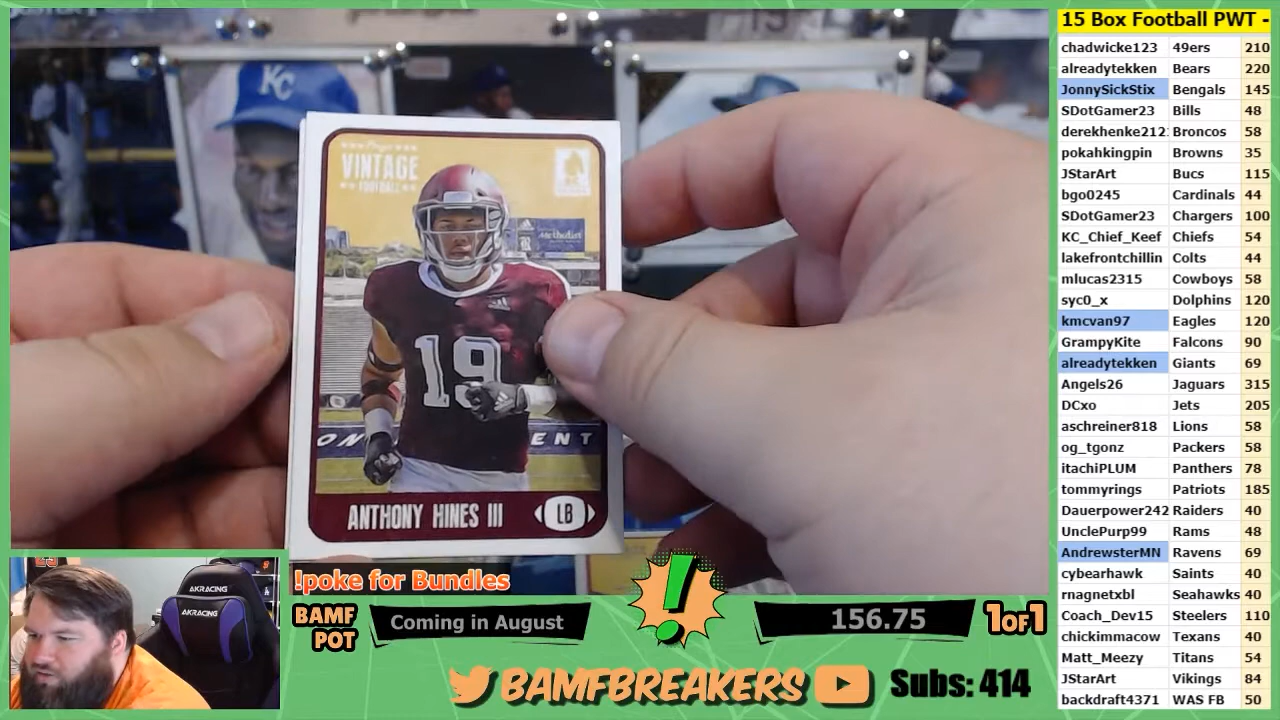 15 Box Football PWT -
chadwicke123 49ers 210
alreadytekken Bears 220
JonnySickStix Bengals 145
SDotGamer23 Bills 48
derekhenke212 Broncos 58
pokahkingpin Browns 35
JStarArt Bucs 115
bgo0245 Cardinals 44
SDotGamer23 Chargers 100
KC_Chief_Keef Chiefs 54
lakefrontchillin Colts 44
mlucas2315 Cowboys 58
syc0_x Dolphins 120
kmcvan97 Eagles 120
GrampyKite Falcons 90
alreadytekken Giants 69
Angels26 Jaguars 315
DCxo Jets 205
aschreiner818 Lions 58
og_tgonz Packers 58
itachiPLUM Panthers 78
tommyrings Patriots 185
Dauerpower242 Raiders 40
UnclePurp99 Rams 48
AndrewsterMN Ravens 69
cybearhawk Saints 40
rnagnetxbl Seahawks 40
Coach_Dev15 Steelers 110
chickimmacow Texans 40
Matt_Meezy Titans 54
JStarArt Vikings 84
backdraft4371 WAS FB 50
KC
VINTAGE
FOOTBALL
Methodist
19
ENT
ANTHONY HINES III LB
AKRACING
AKRACING
!poke for Bundles
BAMF
POT
Coming in August
!
156.75
1OF1
BAMFBREAKERS
Subs: 414